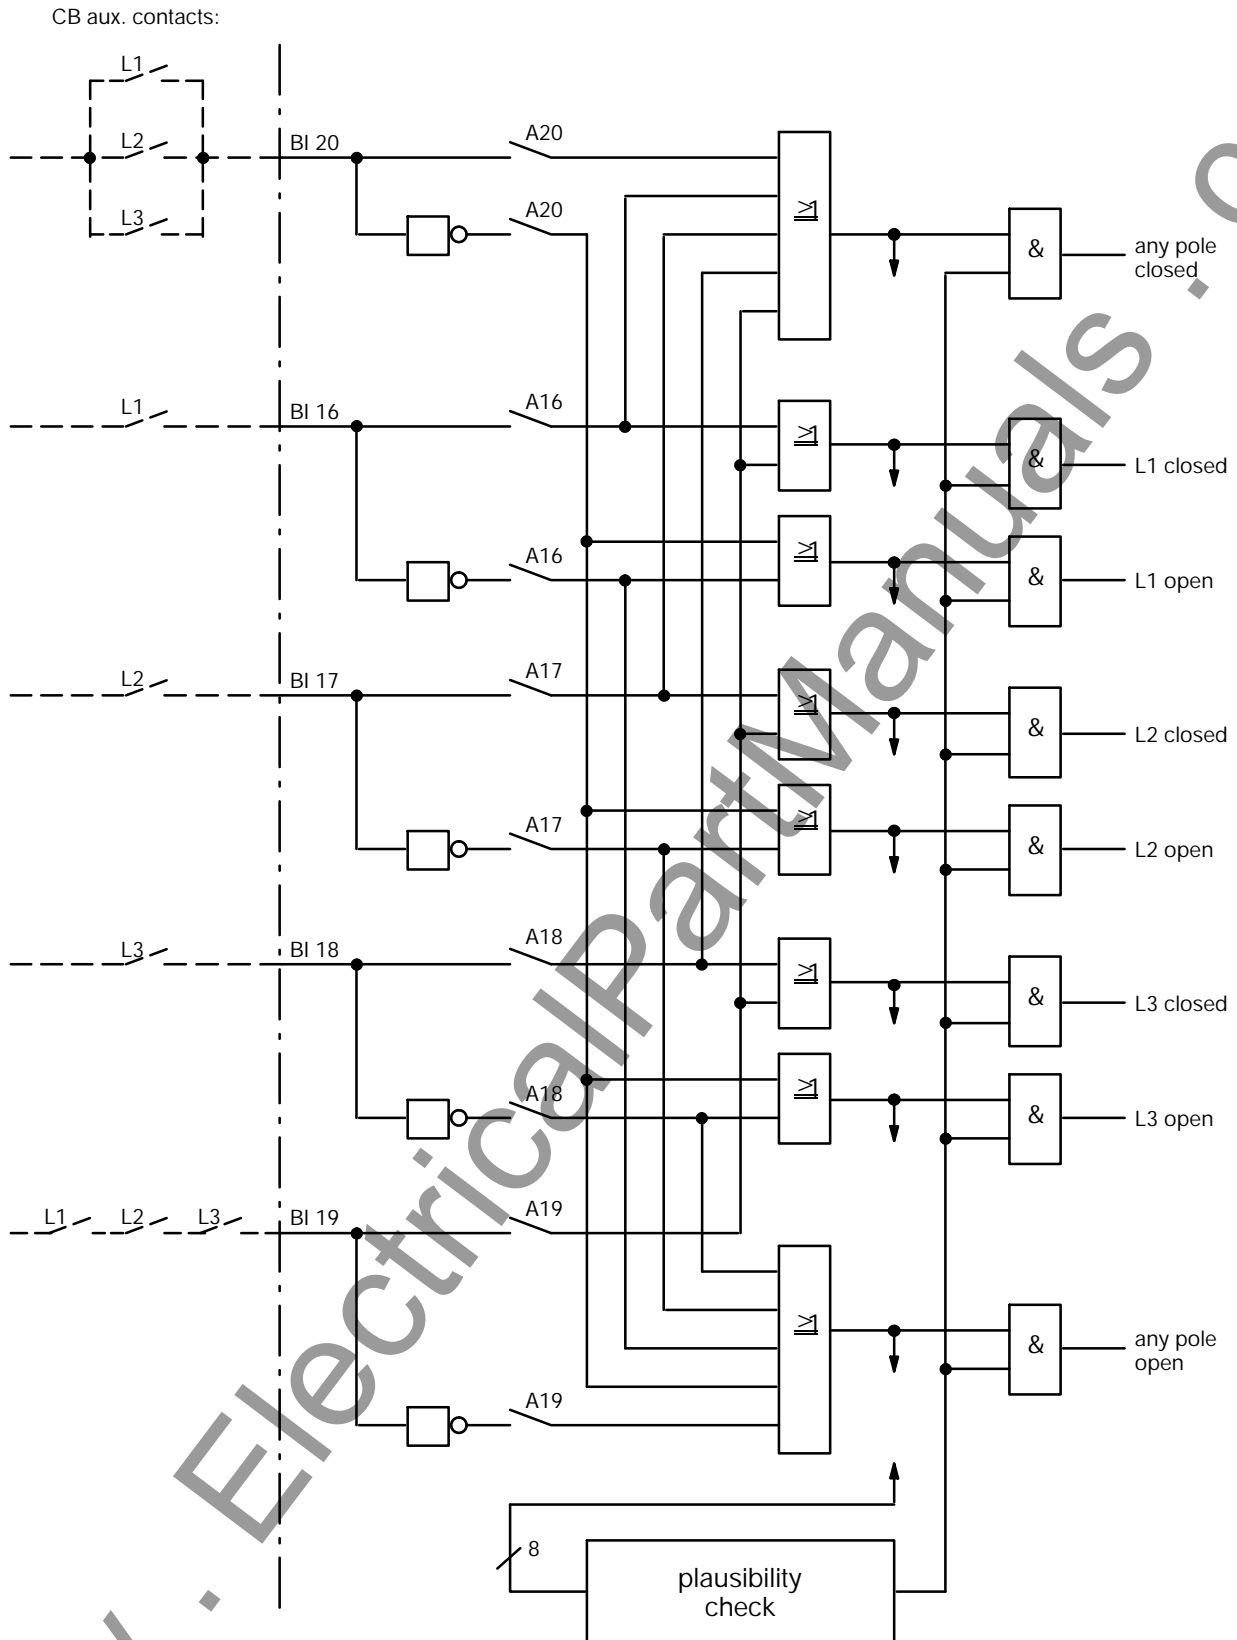 CB aux. contacts:
L1
L2
L3
BI 20
A20
A20
≥1
&
any pole
closed
L1
BI 16
A16
≥1
&
L1 closed
A16
≥1
&
L1 open
L2
BI 17
A17
≥1
&
L2 closed
A17
≥1
&
L2 open
L3
BI 18
A18
≥1
&
L3 closed
A18
≥1
&
L3 open
L1
L2
L3
BI 19
A19
≥1
&
any pole
open
A19
8
plausibility
check
. ElectricalPartManuals .